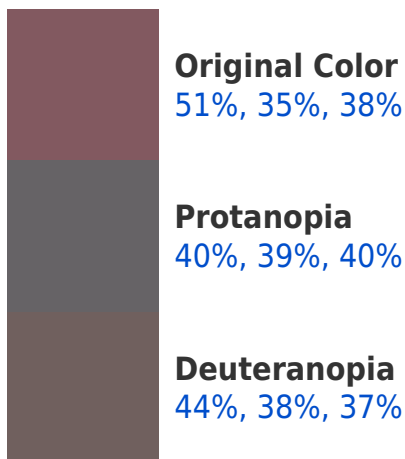 Original Color
51%, 35%, 38%
Protanopia
40%, 39%, 40%
Deuteranopia
44%, 38%, 37%